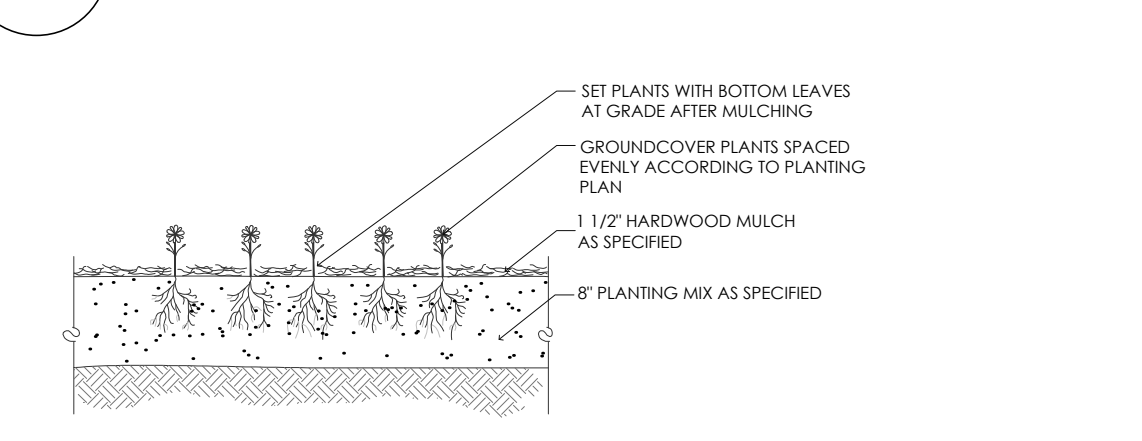 SET PLANTS WITH BOTTOM LEAVES
AT GRADE AFTER MULCHING
GROUNDCOVER PLANTS SPACED
EVENLY ACCORDING TO PLANTING
PLAN
1 1/2" HARDWOOD MULCH
AS SPECIFIED
8" PLANTING MIX AS SPECIFIED